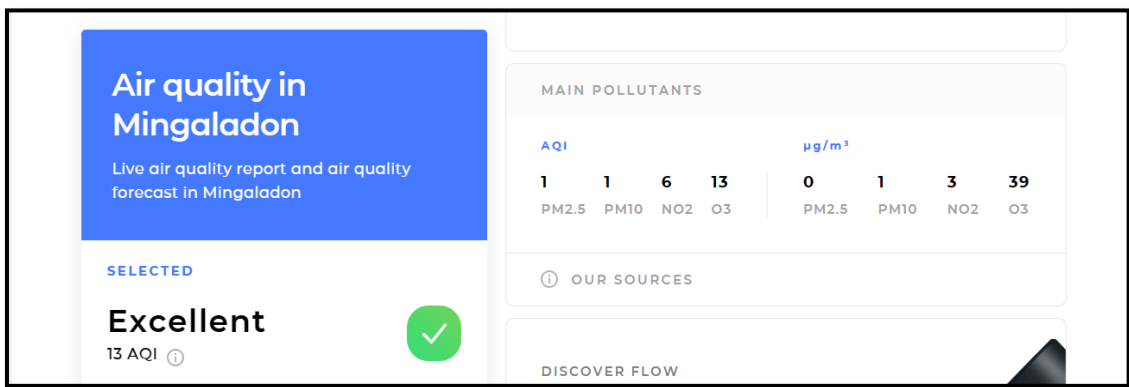 Air quality in
Mingaladon
Live air quality report and air quality
forecast in Mingaladon
SELECTED
Excellent
13 AQI
MAIN POLLUTANTS
AQI
1 1 6 13
PM2.5 PM10 NO2 O3
µg/m³
0 1 3 39
PM2.5 PM10 NO2 O3
OUR SOURCES
DISCOVER FLOW